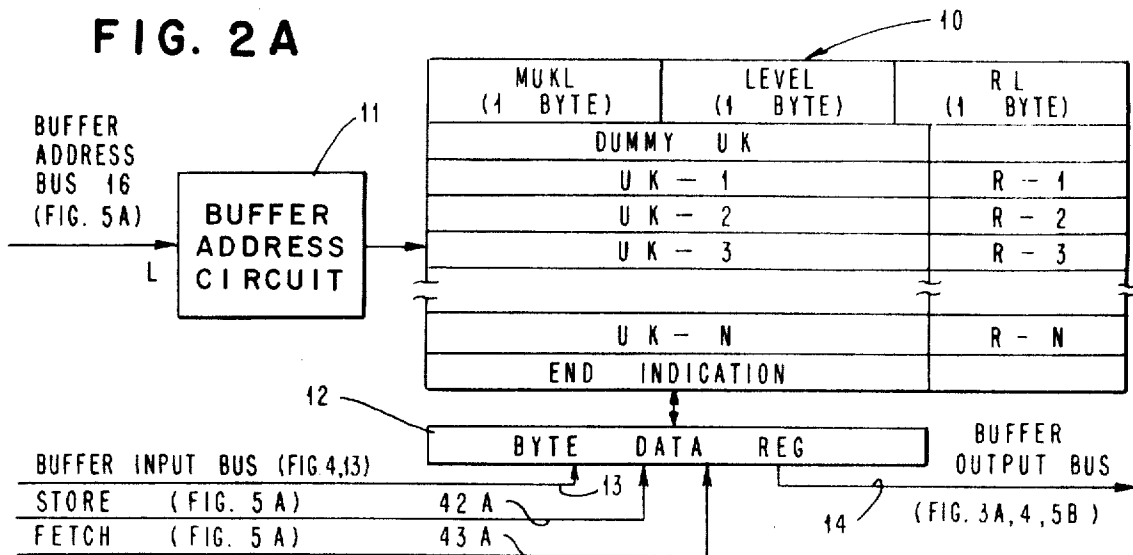 FIG. 2A
10
MUKL LEVEL RL
(1 BYTE) (1 BYTE) (1 BYTE)
11
BUFFER
ADDRESS
BUS 16
(FIG. 5A)
L
BUFFER
ADDRESS
CIRCUIT
DUMMY UK
UK-1 R-1
UK-2 R-2
UK-3 R-3
UK-N R-N
END INDICATION
12
BYTE DATA REG
BUFFER INPUT BUS (FIG.4,13)
13
STORE (FIG. 5A) 42A
FETCH (FIG. 5A) 43A
14
BUFFER
OUTPUT BUS
(FIG. 3A,4,5B)